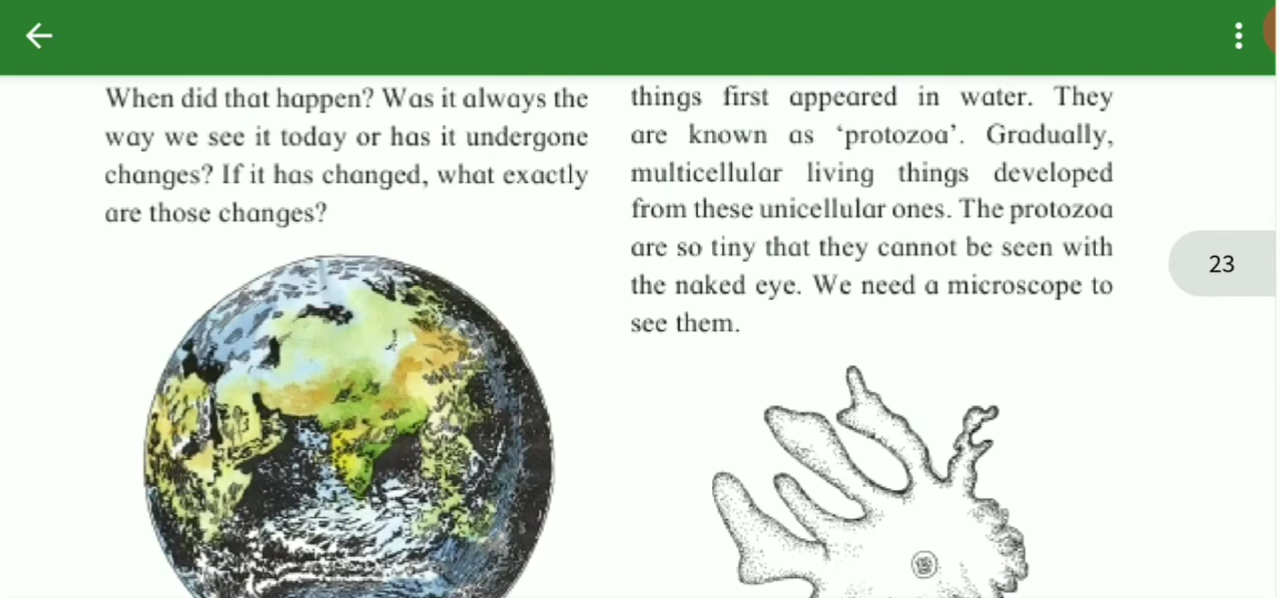 When did that happen? Was it always the
way we see it today or has it undergone
changes? If it has changed, what exactly
are those changes?
things first appeared in water. They
are known as ‘protozoa’. Gradually,
multicellular living things developed
from these unicellular ones. The protozoa
are so tiny that they cannot be seen with
the naked eye. We need a microscope to
see them.
23